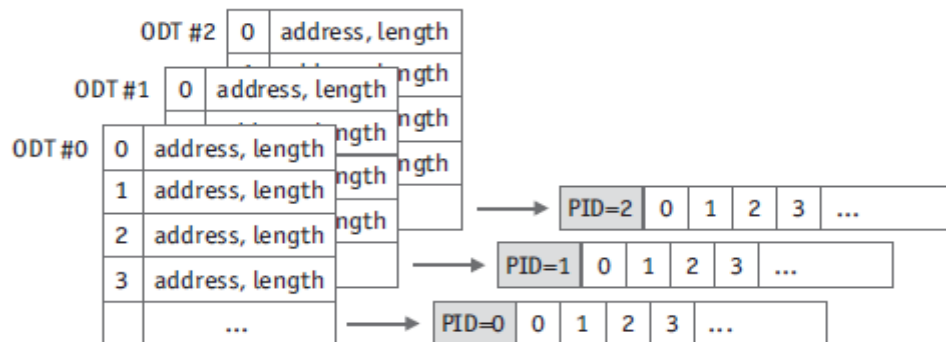 ODT #2 0 address, length
ngth
ODT #1 0 address, length
ngth
ODT #0 0 address, length
ngth
1 address, length
ngth
2 address, length
ngth
3 address, length
...
PID=2 0 1 2 3 ...
PID=1 0 1 2 3 ...
PID=0 0 1 2 3 ...